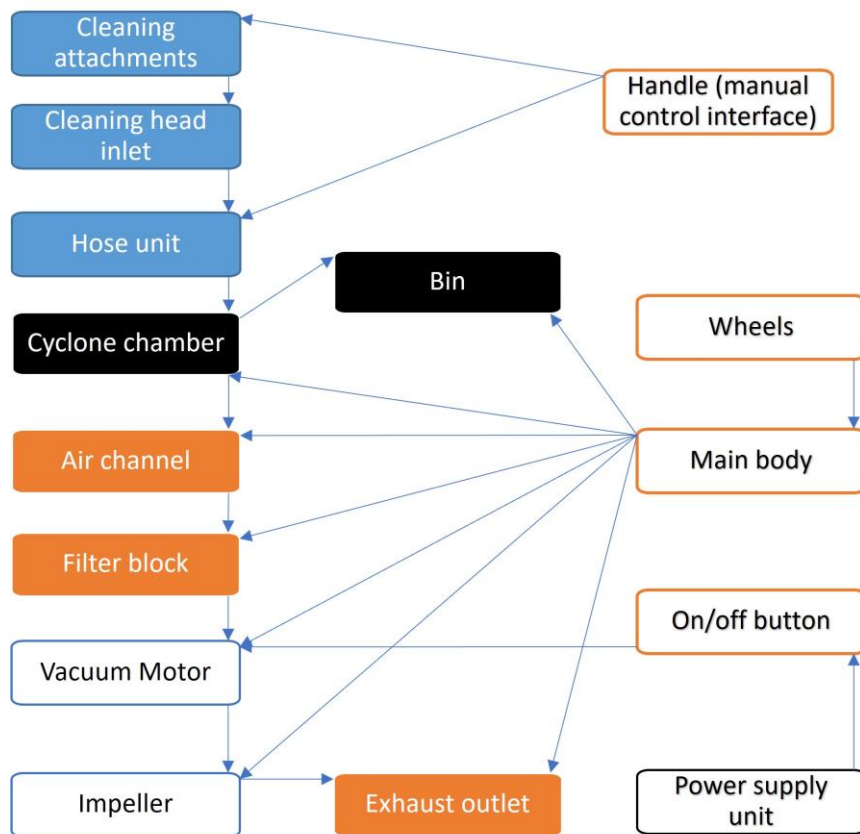 Cleaning
attachments
Handle (manual
control interface)
Cleaning head
inlet
Hose unit
Bin
Wheels
Cyclone chamber
Air channel
Main body
Filter block
On/off button
Vacuum Motor
Impeller
Exhaust outlet
Power supply
unit